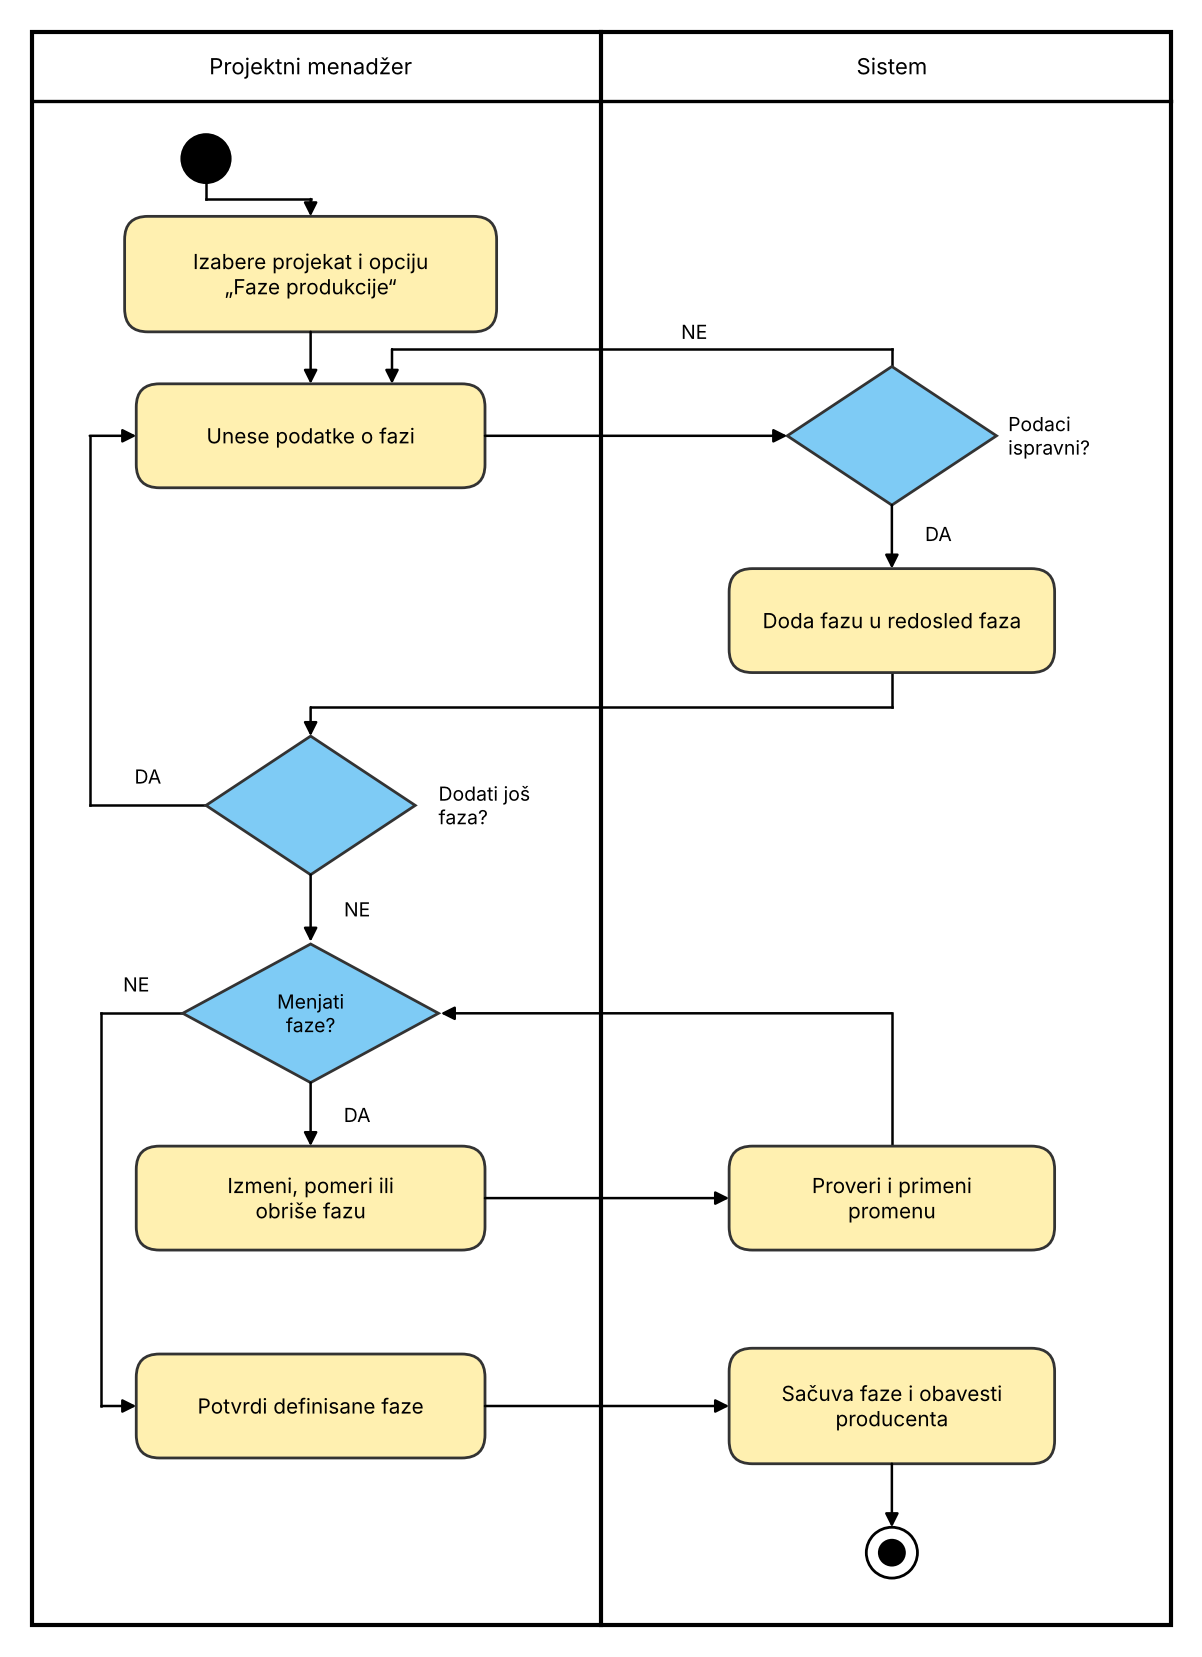 Projektni menadžer
Sistem
Izabere projekat i opciju
„Faze produkcije“
NE
Unese podatke o fazi
Podaci
ispravni?
DA
Doda fazu u redosled faza
DA
Dodati još
faza?
NE
NE
Menjati
faze?
DA
Izmeni, pomeri ili
obriše fazu
Proveri i primeni
promenu
Potvrdi definisane faze
Sačuva faze i obavesti
producenta